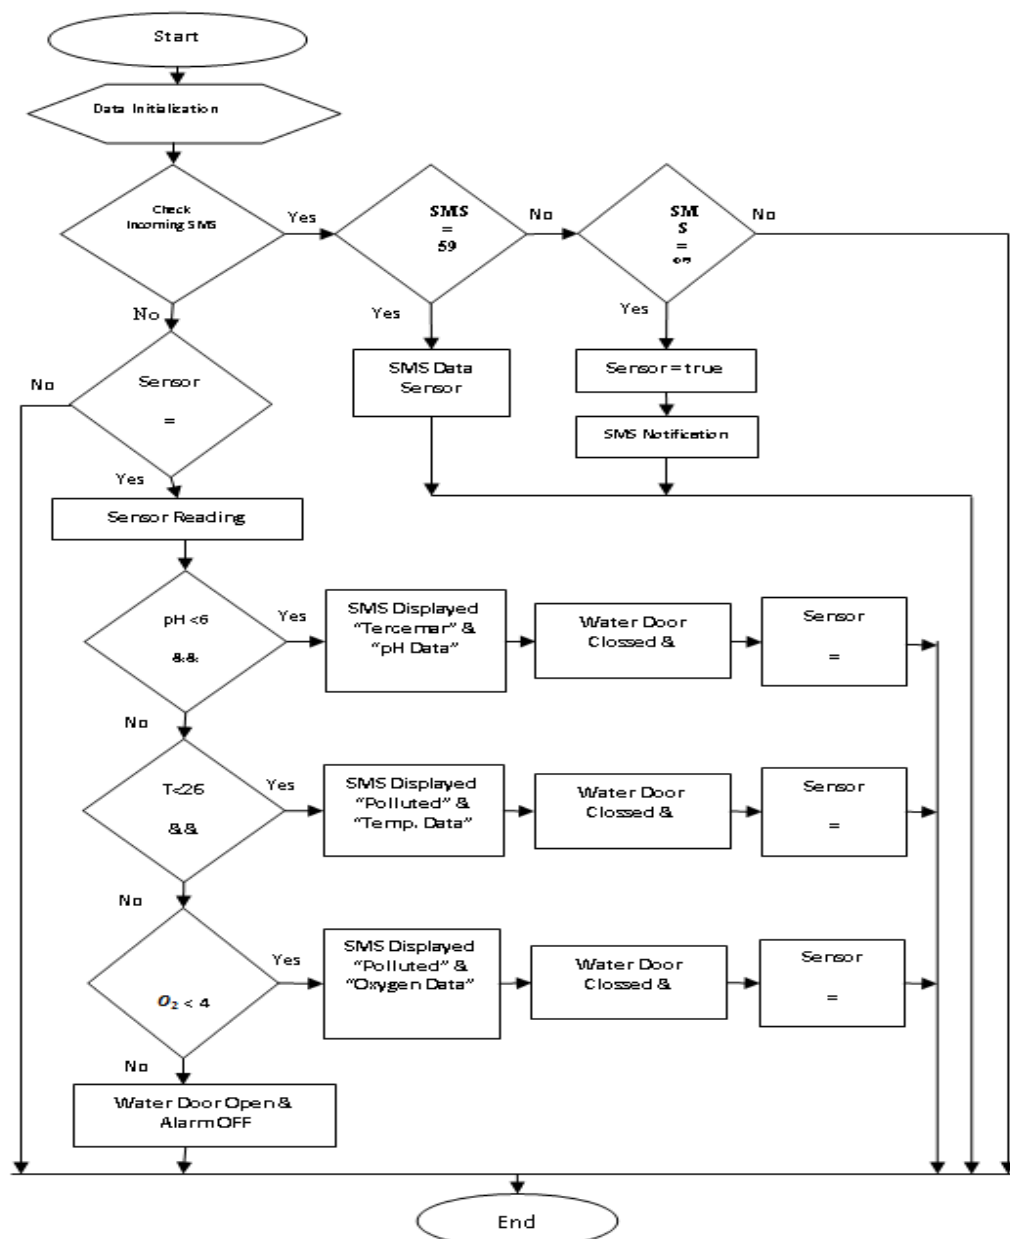 Start
Data Initialization
Check
Incoming SMS
Yes
SMS
=
59
No
SM
S
=
No
No
Yes
Yes
No
Sensor
=
SMS Data
Sensor
Sensor = true
SMS Notification
Yes
Sensor Reading
pH <6
&&
Yes
SMS Displayed
“Tercemar” &
“pH Data”
Water Door
Clossed &
Sensor
=
No
T<26
&&
Yes
SMS Displayed
“Polluted” &
“Temp. Data”
Water Door
Clossed &
Sensor
=
No
O₂ < 4
Yes
SMS Displayed
“Polluted” &
“Oxygen Data”
Water Door
Clossed &
Sensor
=
No
Water Door Open &
Alarm OFF
End